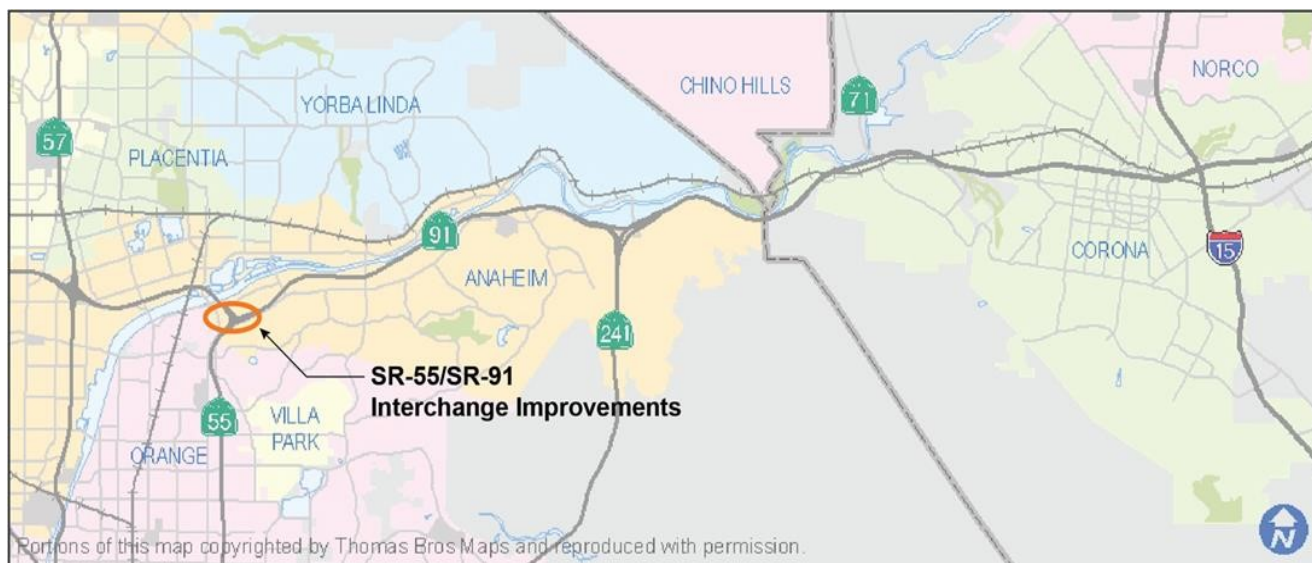 CHINO HILLS
NORCO
YORBA LINDA
71
57
PLACENTIA
91
ANAHEIM
CORONA
15
241
SR-55/SR-91
Interchange Improvements
55
VILLA
PARK
ORANGE
Portions of this map copyrighted by Thomas Bros Maps and reproduced with permission.
N